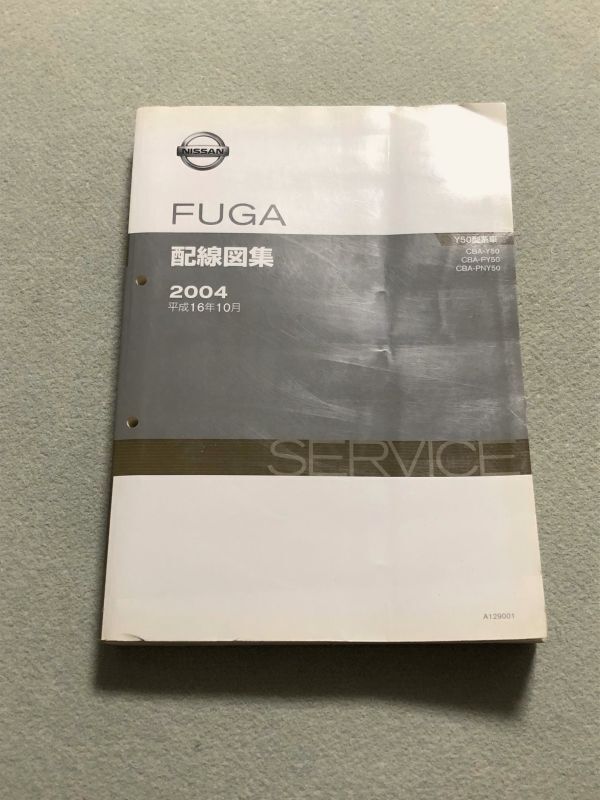 NISSAN
FUGA
Y50型系車
CBA-Y50
CBA-PY50
CBA-PNY50
配線図集
2004
平成16年10月
SERVICE
A129001